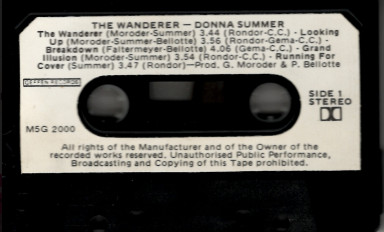 THE WANDERER — DONNA SUMMER
The Wanderer (Moroder-Summer) 3.44 (Rondor-C.C.) - Looking
Up (Moroder-Summer-Bellotte) 3.56 (Rondor-Gema-C.C.) -
Breakdown (Faltermeyer-Bellotte) 4.06 (Gema-C.C.) - Grand
Illusion (Moroder-Summer) 3.54 (Rondor-C.C.) - Running For
Cover (Summer) 3.47 (Rondor)—Prod. G. Moroder & P. Bellotte
GEFFEN RECORDS
SIDE 1
STEREO
M5G 2000
All rights of the Manufacturer and of the Owner of the
recorded works reserved. Unauthorised Public Performance,
Broadcasting and Copying of this Tape prohibited.